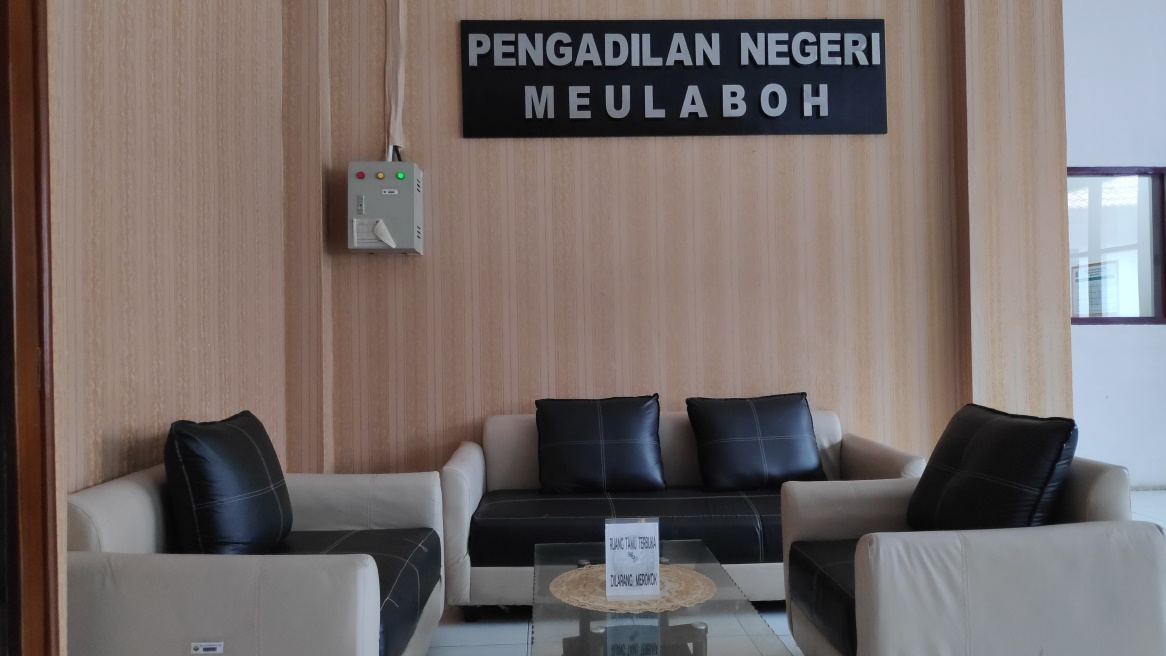 PENGADILAN NEGERI
MEULABOH
RUANG TAMU TERBUKA
DILARANG MEROKOK